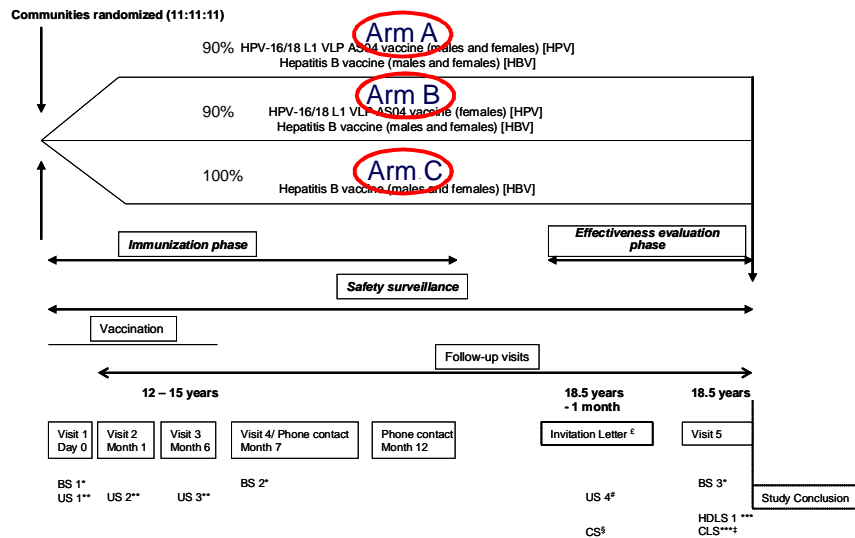 Communities randomized (11:11:11)
Arm A
90% HPV-16/18 L1 VLP AS04 vaccine (males and females) [HPV]
Hepatitis B vaccine (males and females) [HBV]
Arm B
90% HPV-16/18 L1 VLP AS04 vaccine (females) [HPV]
Hepatitis B vaccine (males and females) [HBV]
Arm C
100%
Hepatitis B vaccine (males and females) [HBV]
Immunization phase
Effectiveness evaluation
phase
Safety surveillance
Vaccination
Follow-up visits
12 – 15 years
18.5 years
- 1 month
18.5 years
Visit 1
Day 0
Visit 2
Month 1
Visit 3
Month 6
Visit 4/ Phone contact
Month 7
Phone contact
Month 12
Invitation Letter £
Visit 5
BS 1*
US 1**
US 2**
US 3**
BS 2*
US 4#
CS§
BS 3*
HDLS 1 ***
CLS***‡
Study Conclusion